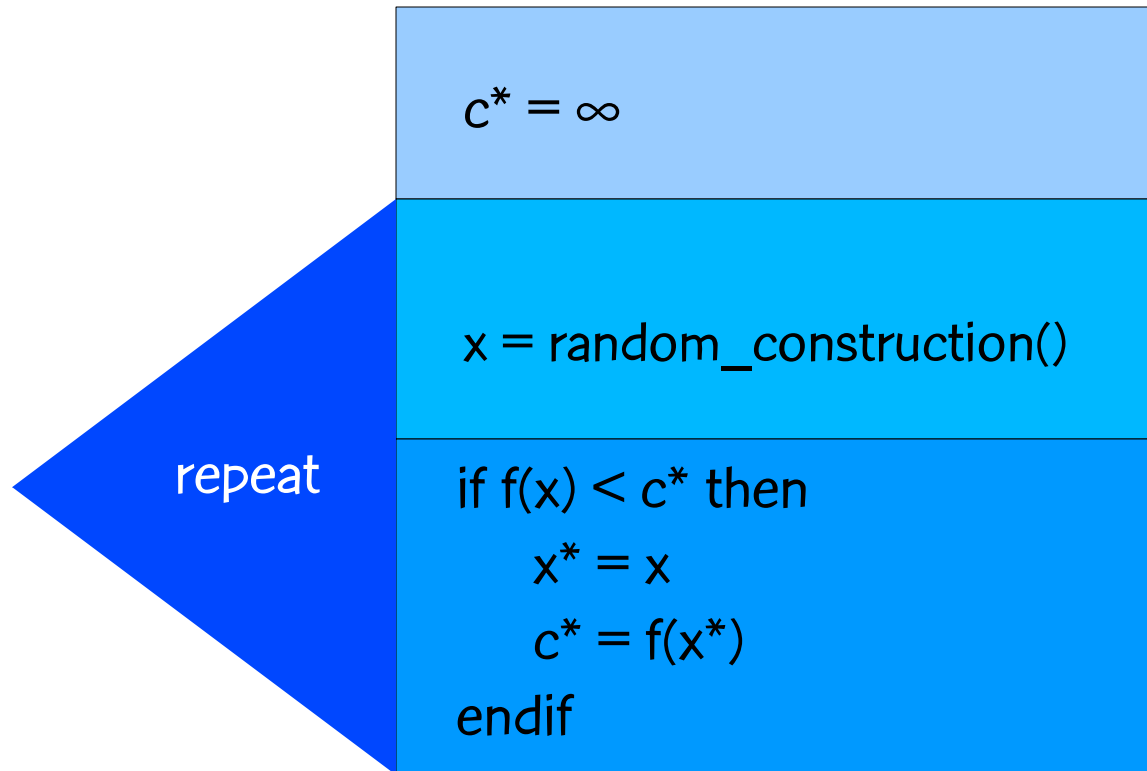 c* = ∞
x = random_construction()
repeat
if f(x) < c* then
x* = x
c* = f(x*)
endif